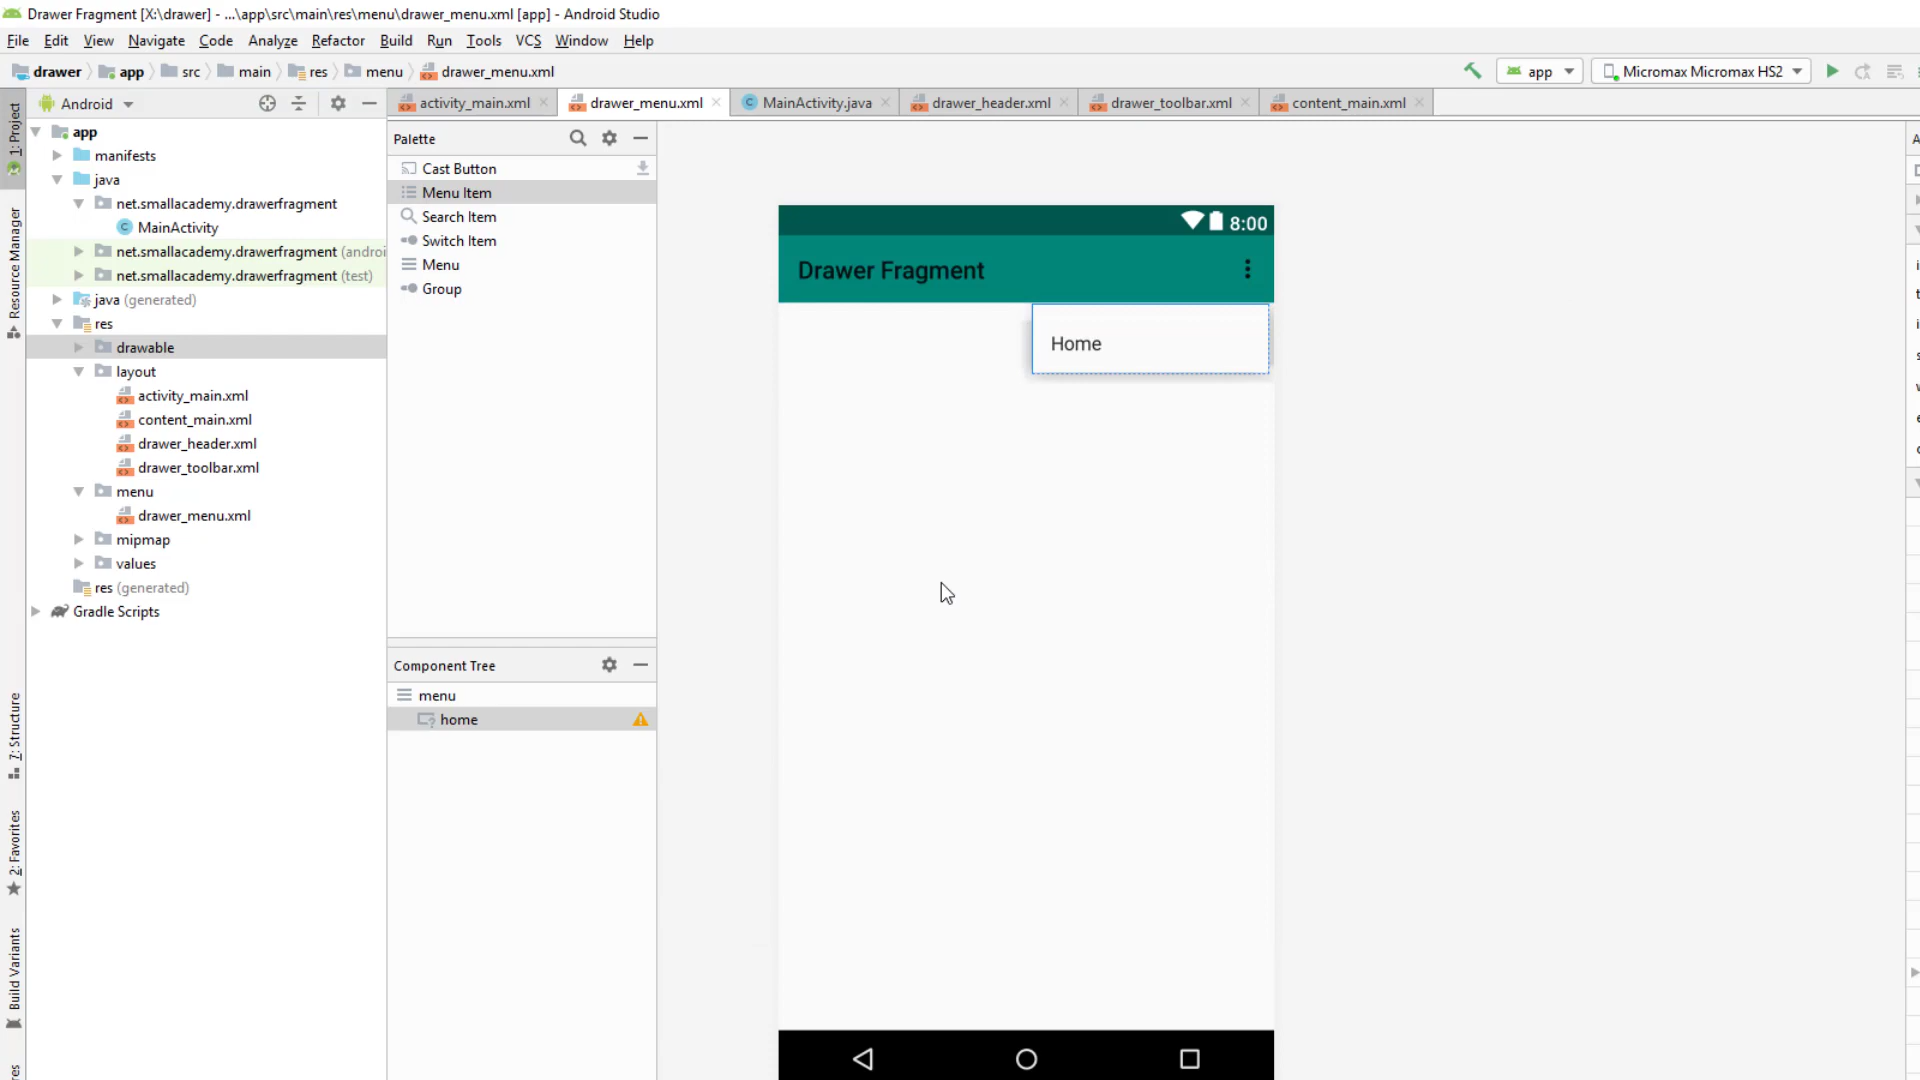 Drawer Fragment [X:\drawer] - ...\app\src\main\res\menu\drawer_menu.xml [app] - Android Studio
File Edit View Navigate Code Analyze Refactor Build Run Tools VCS Window Help
drawer app src main res menu drawer_menu.xml app Micromax Micromax HS2
Android
activity_main.xml drawer_menu.xml MainActivity.java drawer_header.xml drawer_toolbar.xml content_main.xml
1: Project
Resource Manager
7: Structure
2: Favorites
Build Variants
app
manifests
java
net.smallacademy.drawerfragment
MainActivity
net.smallacademy.drawerfragment (androi
net.smallacademy.drawerfragment (test)
java (generated)
res
drawable
layout
activity_main.xml
content_main.xml
drawer_header.xml
drawer_toolbar.xml
menu
drawer_menu.xml
mipmap
values
res (generated)
Gradle Scripts
Palette
Cast Button
Menu Item
Search Item
Switch Item
Menu
Group
Component Tree
menu
home
8:00
Drawer Fragment
Home